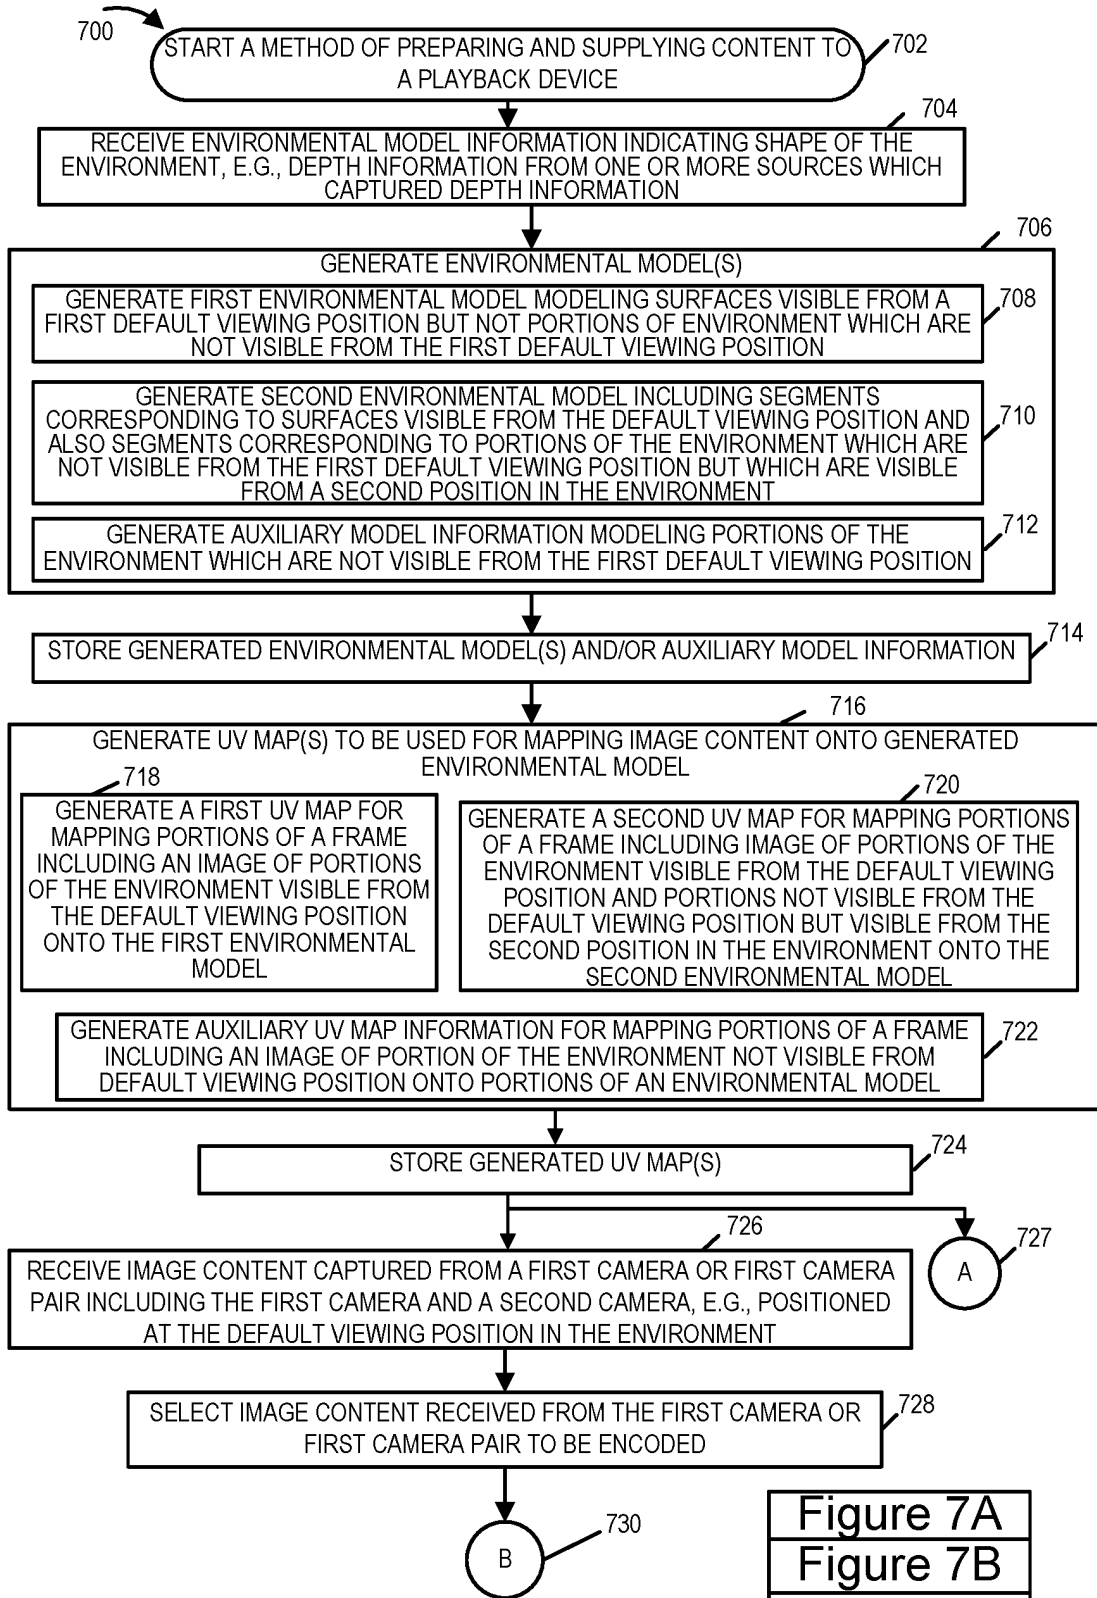 700
START A METHOD OF PREPARING AND SUPPLYING CONTENT TO
A PLAYBACK DEVICE
702
704
RECEIVE ENVIRONMENTAL MODEL INFORMATION INDICATING SHAPE OF THE
ENVIRONMENT, E.G., DEPTH INFORMATION FROM ONE OR MORE SOURCES WHICH
CAPTURED DEPTH INFORMATION
706
GENERATE ENVIRONMENTAL MODEL(S)
GENERATE FIRST ENVIRONMENTAL MODEL MODELING SURFACES VISIBLE FROM A
FIRST DEFAULT VIEWING POSITION BUT NOT PORTIONS OF ENVIRONMENT WHICH ARE
NOT VISIBLE FROM THE FIRST DEFAULT VIEWING POSITION
708
GENERATE SECOND ENVIRONMENTAL MODEL INCLUDING SEGMENTS
CORRESPONDING TO SURFACES VISIBLE FROM THE DEFAULT VIEWING POSITION AND
ALSO SEGMENTS CORRESPONDING TO PORTIONS OF THE ENVIRONMENT WHICH ARE
NOT VISIBLE FROM THE FIRST DEFAULT VIEWING POSITION BUT WHICH ARE VISIBLE
FROM A SECOND POSITION IN THE ENVIRONMENT
710
GENERATE AUXILIARY MODEL INFORMATION MODELING PORTIONS OF THE
ENVIRONMENT WHICH ARE NOT VISIBLE FROM THE FIRST DEFAULT VIEWING POSITION
712
STORE GENERATED ENVIRONMENTAL MODEL(S) AND/OR AUXILIARY MODEL INFORMATION
714
716
GENERATE UV MAP(S) TO BE USED FOR MAPPING IMAGE CONTENT ONTO GENERATED
ENVIRONMENTAL MODEL
718
GENERATE A FIRST UV MAP FOR
MAPPING PORTIONS OF A FRAME
INCLUDING AN IMAGE OF PORTIONS
OF THE ENVIRONMENT VISIBLE FROM
THE DEFAULT VIEWING POSITION
ONTO THE FIRST ENVIRONMENTAL
MODEL
720
GENERATE A SECOND UV MAP FOR MAPPING PORTIONS
OF A FRAME INCLUDING IMAGE OF PORTIONS OF THE
ENVIRONMENT VISIBLE FROM THE DEFAULT VIEWING
POSITION AND PORTIONS NOT VISIBLE FROM THE
DEFAULT VIEWING POSITION BUT VISIBLE FROM THE
SECOND POSITION IN THE ENVIRONMENT ONTO THE
SECOND ENVIRONMENTAL MODEL
GENERATE AUXILIARY UV MAP INFORMATION FOR MAPPING PORTIONS OF A FRAME
INCLUDING AN IMAGE OF PORTION OF THE ENVIRONMENT NOT VISIBLE FROM
DEFAULT VIEWING POSITION ONTO PORTIONS OF AN ENVIRONMENTAL MODEL
722
STORE GENERATED UV MAP(S)
724
726
RECEIVE IMAGE CONTENT CAPTURED FROM A FIRST CAMERA OR FIRST CAMERA
PAIR INCLUDING THE FIRST CAMERA AND A SECOND CAMERA, E.G., POSITIONED
AT THE DEFAULT VIEWING POSITION IN THE ENVIRONMENT
A
727
SELECT IMAGE CONTENT RECEIVED FROM THE FIRST CAMERA OR
FIRST CAMERA PAIR TO BE ENCODED
728
B
730
Figure 7A
Figure 7B